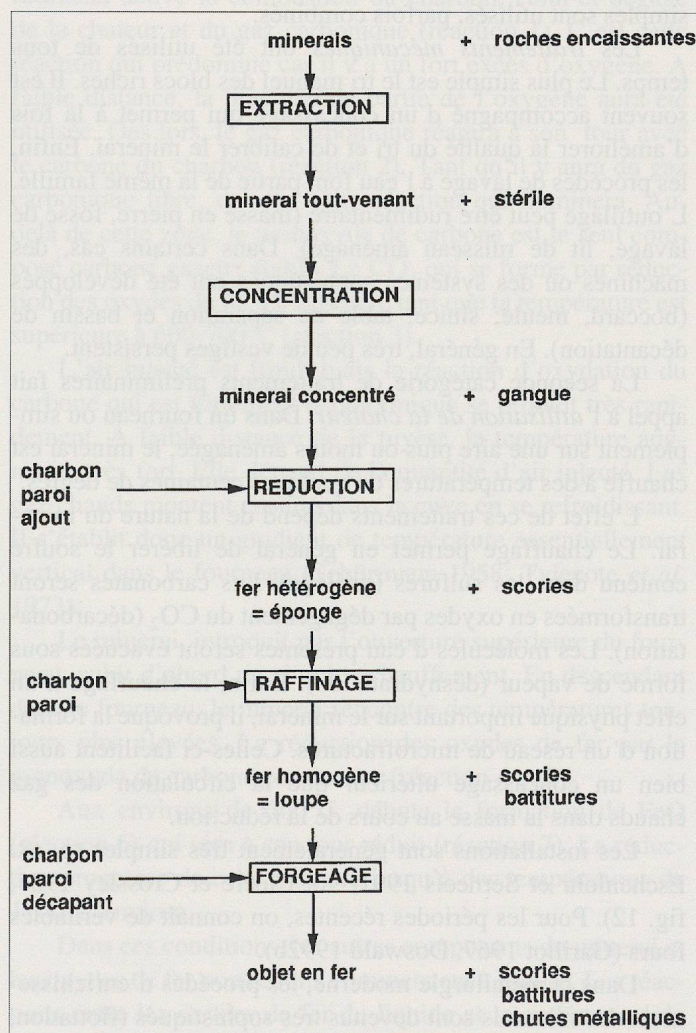 minerais + roches encaissantes
EXTRACTION
minerai tout-venant + stérile
CONCENTRATION
minerai concentré + gangue
charbon
paroi
ajout
REDUCTION
fer hétérogène + scories
= éponge
charbon
paroi
RAFFINAGE
fer homogène + scories
= loupe battitures
charbon
paroi
décapant
FORGEAGE
objet en fer + scories
battitures
chutes métalliques